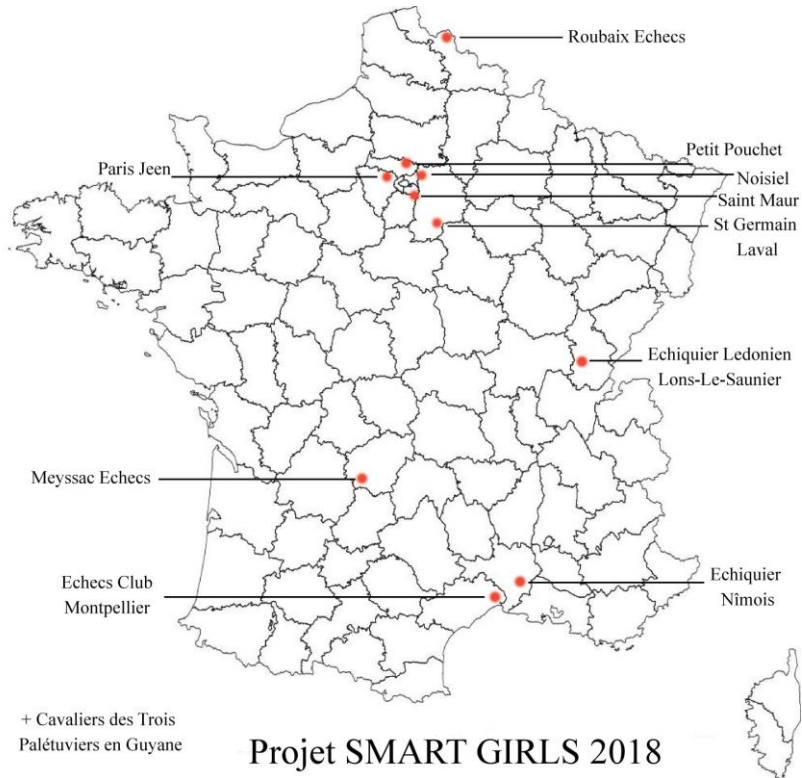 Roubaix Echecs
Petit Pouchet
Paris Jeen
Noisiel
Saint Maur
St Germain
Laval
Echiquier Ledonien
Lons-Le-Saunier
Meyssac Echecs
Echiquier
Nîmois
Echecs Club
Montpellier
+ Cavaliers des Trois
Palétuviers en Guyane
Projet SMART GIRLS 2018